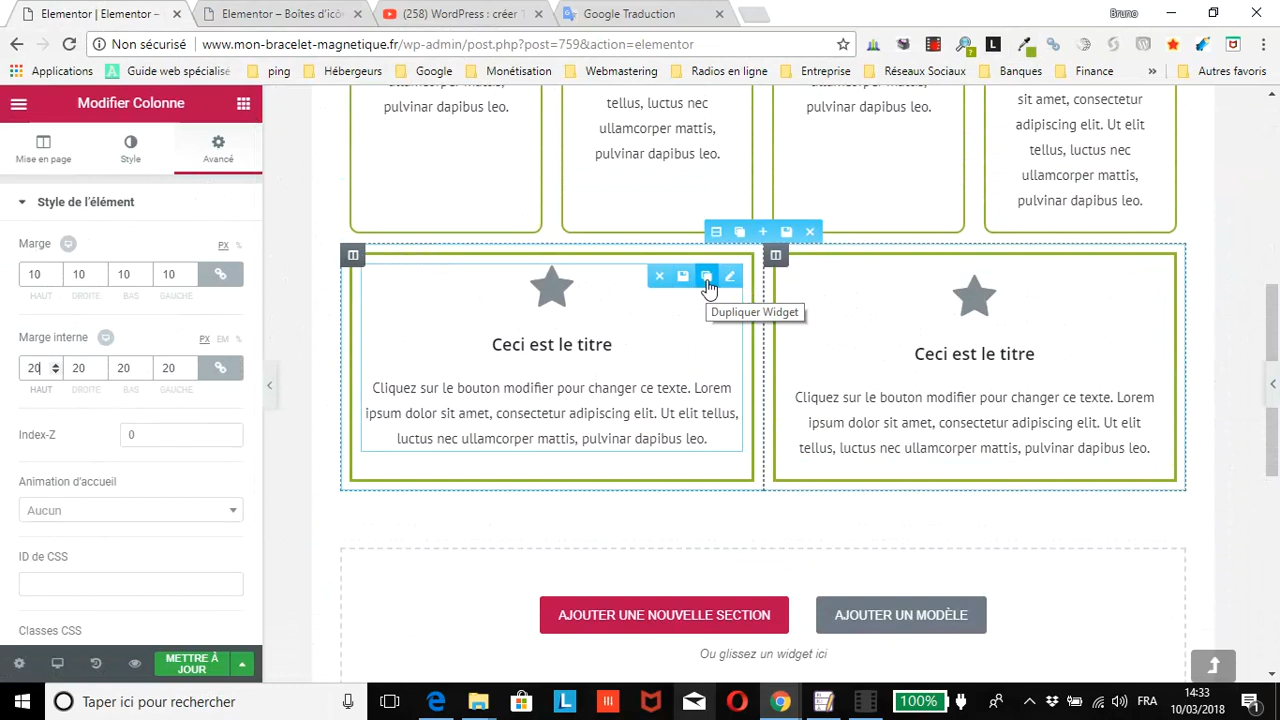 Elementor | Elementor –
Elementor – Boîtes d'icô
(258) WordPress : créer T
Google Traduction
Bruno
Non sécurisé
www.mon-bracelet-magnetique.fr/wp-admin/post.php?post=759&action=elementor
Applications
Guide web spécialisé
ping
Hébergeurs
Google
Monétisation
Webmastering
Radios en ligne
Entreprise
Réseaux Sociaux
Banques
Finance
»
Autres favoris
Modifier Colonne
Mise en page
Style
Avancé
Style de l'élément
Marge
PX %
10 10 10 10
HAUT DROITE BAS GAUCHE
Marge interne
PX EM %
20 20 20 20
HAUT DROITE BAS GAUCHE
Index-Z
0
Animation d'accueil
Aucun
ID de CSS
Classes CSS
METTRE À
JOUR
pulvinar dapibus leo.
tellus, luctus nec
ullamcorper mattis,
pulvinar dapibus leo.
pulvinar dapibus leo.
sit amet, consectetur
adipiscing elit. Ut elit
tellus, luctus nec
ullamcorper mattis,
pulvinar dapibus leo.
Dupliquer Widget
Ceci est le titre
Cliquez sur le bouton modifier pour changer ce texte. Lorem
ipsum dolor sit amet, consectetur adipiscing elit. Ut elit tellus,
luctus nec ullamcorper mattis, pulvinar dapibus leo.
Ceci est le titre
Cliquez sur le bouton modifier pour changer ce texte. Lorem
ipsum dolor sit amet, consectetur adipiscing elit. Ut elit
tellus, luctus nec ullamcorper mattis, pulvinar dapibus leo.
AJOUTER UNE NOUVELLE SECTION
AJOUTER UN MODÈLE
Ou glissez un widget ici
Taper ici pour rechercher
100%
FRA
14:33
10/03/2018
1